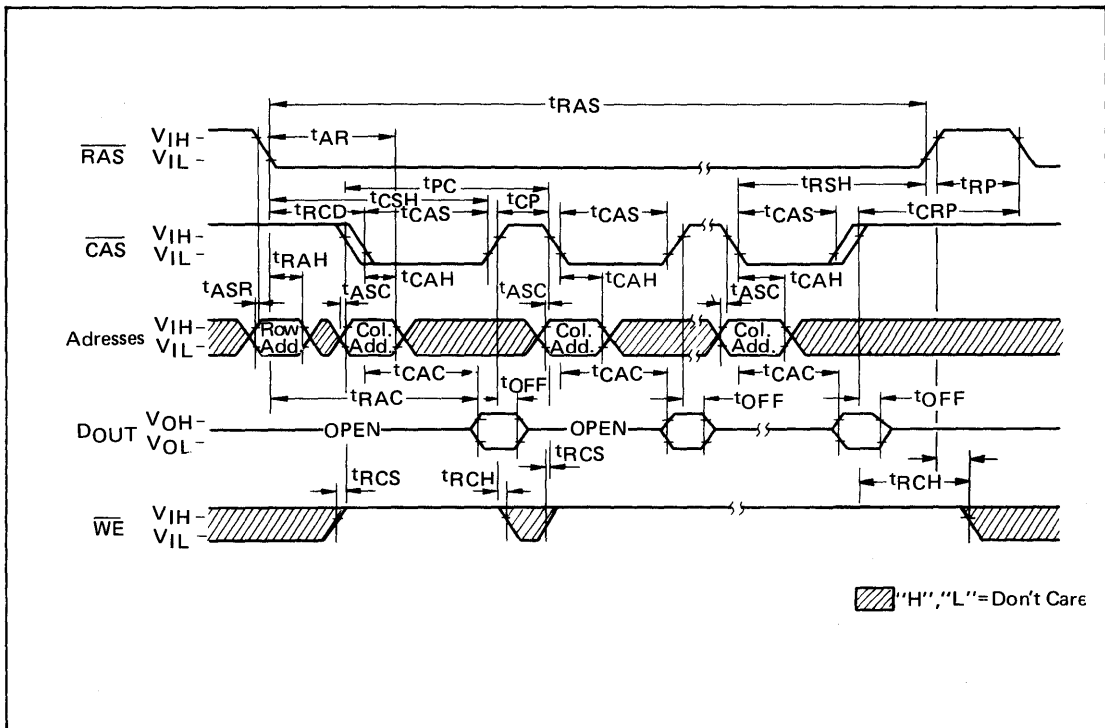 tRAS
VIH
tAR
RAS
VIL
tPC
tRSH
tRP
tCSH
tCP
tRCD
tCAS
tCAS
tCAS
tCRP
VIH
CAS
VIL
tRAH
tCAH
tCAH
tCAH
tASR
tASC
tASC
tASC
VIH
Row Col. Col. Col.
Adresses
VIL
Add. Add. Add. Add.
tCAC
tOFF
tCAC
tCAC
tRAC
tOFF
tOFF
VOH
DOUT
OPEN OPEN
VOL
tRCS
tRCS
tRCH
tRCH
VIH
WE
VIL
"H","L"=Don't Care